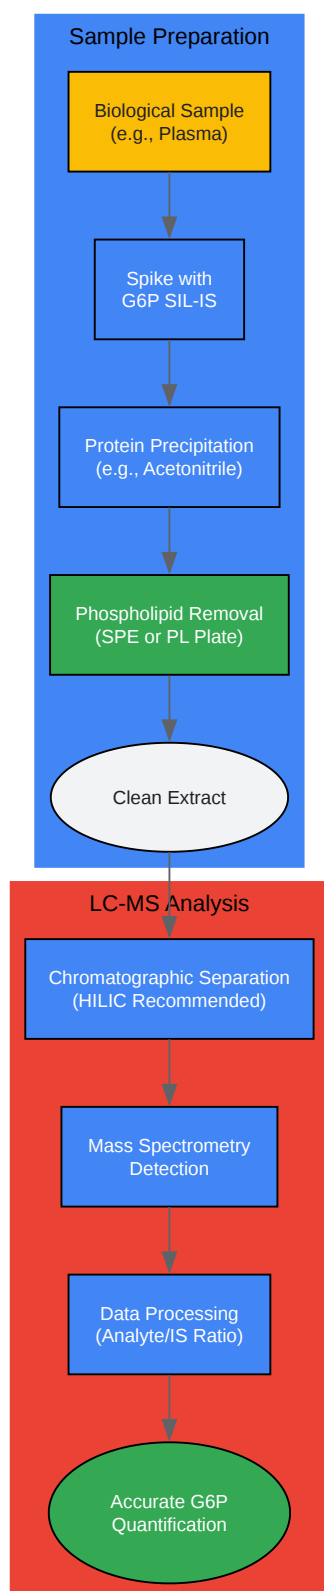 Sample Preparation
Biological Sample
(e.g., Plasma)
Spike with
G6P SIL-IS
Protein Precipitation
(e.g., Acetonitrile)
Phospholipid Removal
(SPE or PL Plate)
Clean Extract
LC-MS Analysis
Chromatographic Separation
(HILIC Recommended)
Mass Spectrometry
Detection
Data Processing
(Analyte/IS Ratio)
Accurate G6P
Quantification